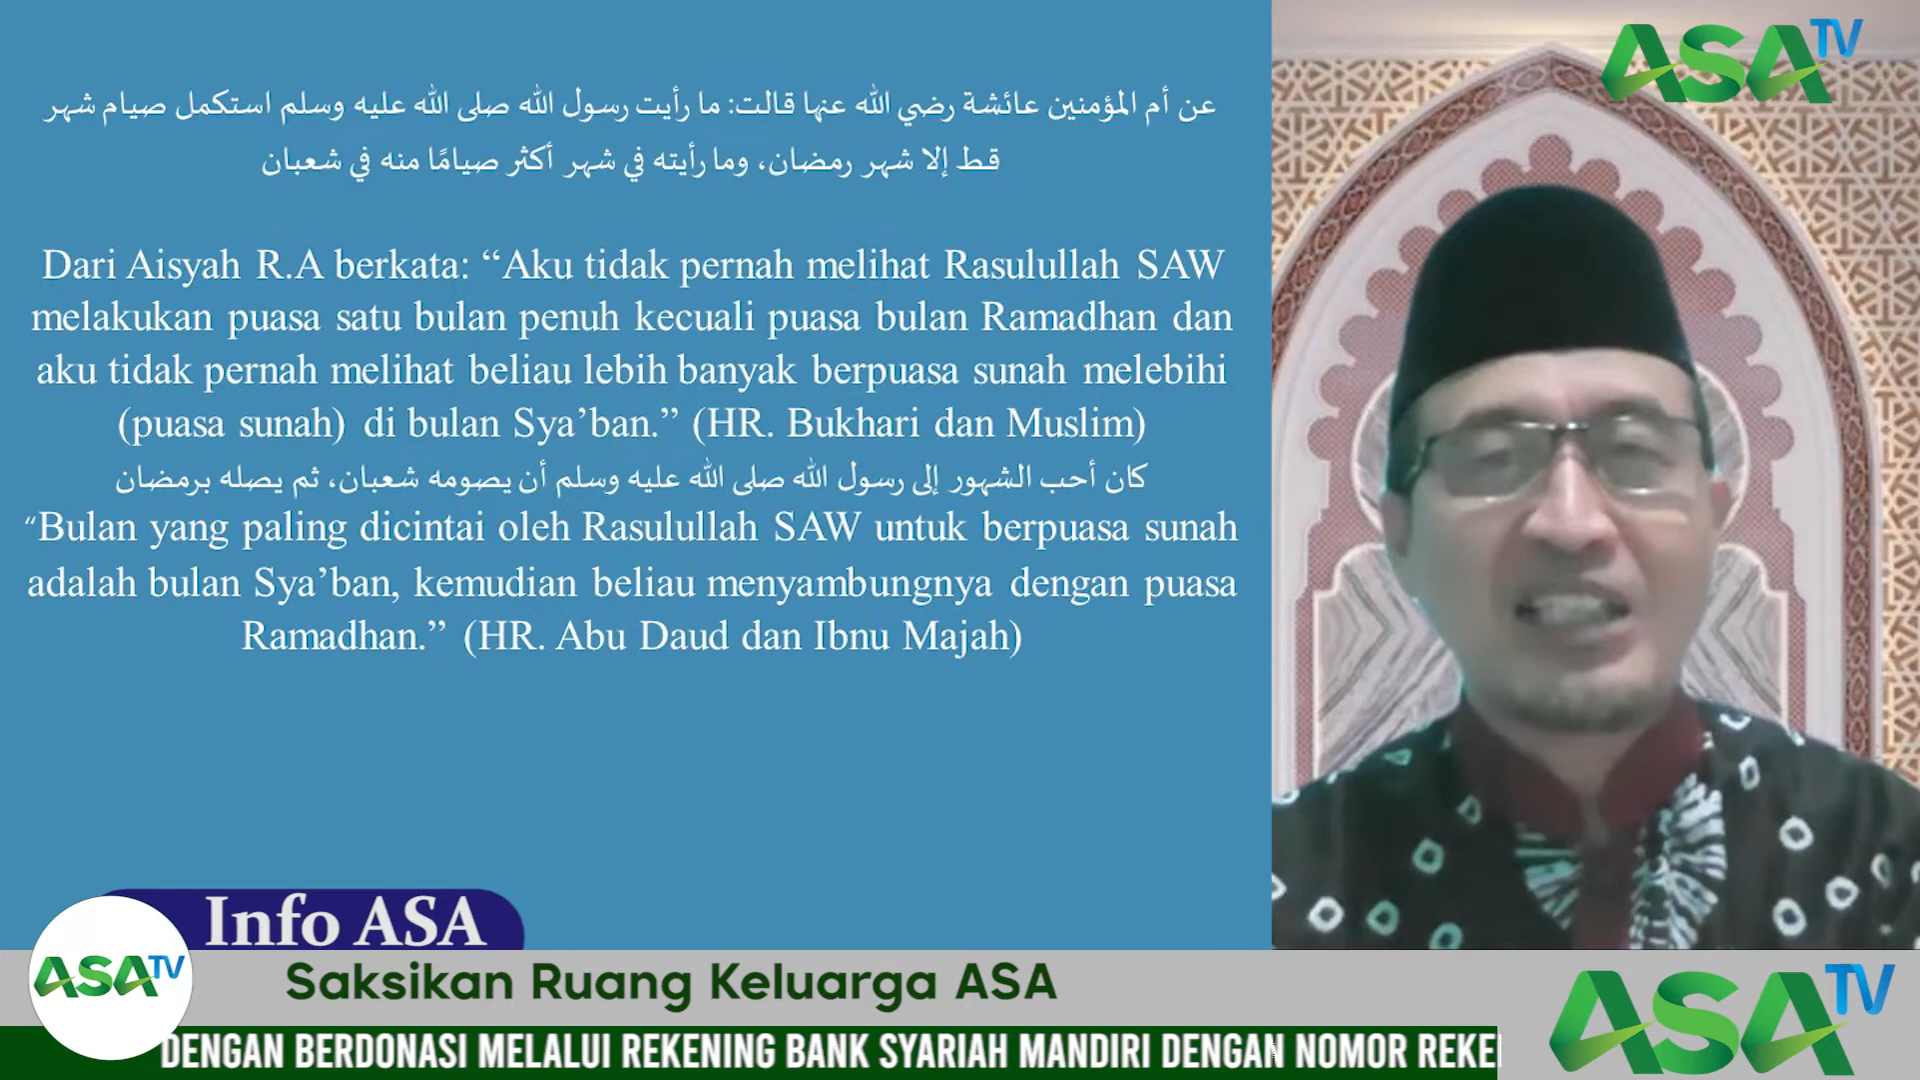 عن أم المؤمنين عائشة رضي الله عنها قالت: ما رأيت رسول الله صلى الله عليه وسلم استكمل صيام شهر
قط إلا شهر رمضان، وما رأيته في شهر أكثر صيامًا منه في شعبان
Dari Aisyah R.A berkata: “Aku tidak pernah melihat Rasulullah SAW
melakukan puasa satu bulan penuh kecuali puasa bulan Ramadhan dan
aku tidak pernah melihat beliau lebih banyak berpuasa sunah melebihi
(puasa sunah) di bulan Sya’ban.” (HR. Bukhari dan Muslim)
كان أحب الشهور إلى رسول الله صلى الله عليه وسلم أن يصومه شعبان، ثم يصله برمضان
“Bulan yang paling dicintai oleh Rasulullah SAW untuk berpuasa sunah
adalah bulan Sya’ban, kemudian beliau menyambungnya dengan puasa
Ramadhan.” (HR. Abu Daud dan Ibnu Majah)
ASA TV
Info ASA
ASA TV
Saksikan Ruang Keluarga ASA
DENGAN BERDONASI MELALUI REKENING BANK SYARIAH MANDIRI DENGAN NOMOR REKE
ASA TV